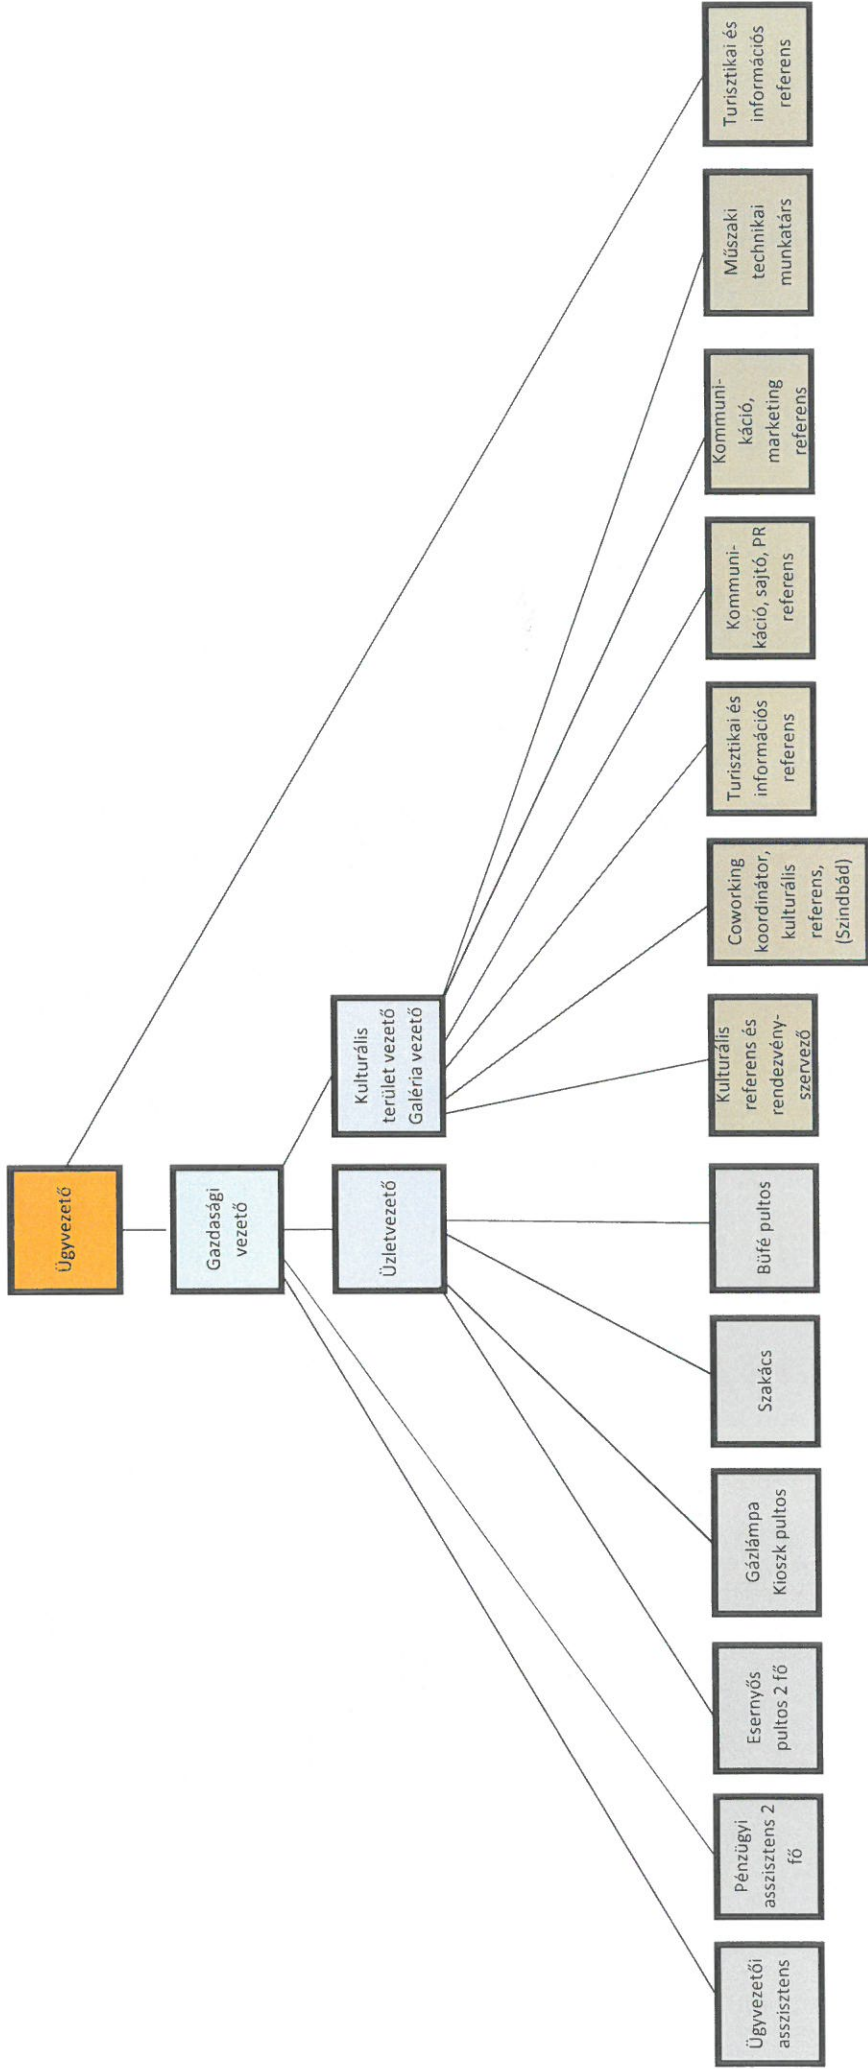 Ügyvezető
Gazdasági
vezető
Üzletvezető
Kulturális
terület vezető
Galéria vezető
Ügyvezetői
asszisztens
Pénzügyi
asszisztens 2
fő
Esernyős
pultos 2 fő
Gázlámpa
Kioszk pultos
Szakács
Büfé pultos
Kulturális
referens és
rendezvény-
szervező
Coworking
koordinátor,
kulturális
referens,
(Szindbád)
Turisztikai és
információs
referens
Kommuni-
káció, sajtó, PR
referens
Kommuni-
káció,
marketing
referens
Műszaki
technikai
munkatárs
Turisztikai és
információs
referens